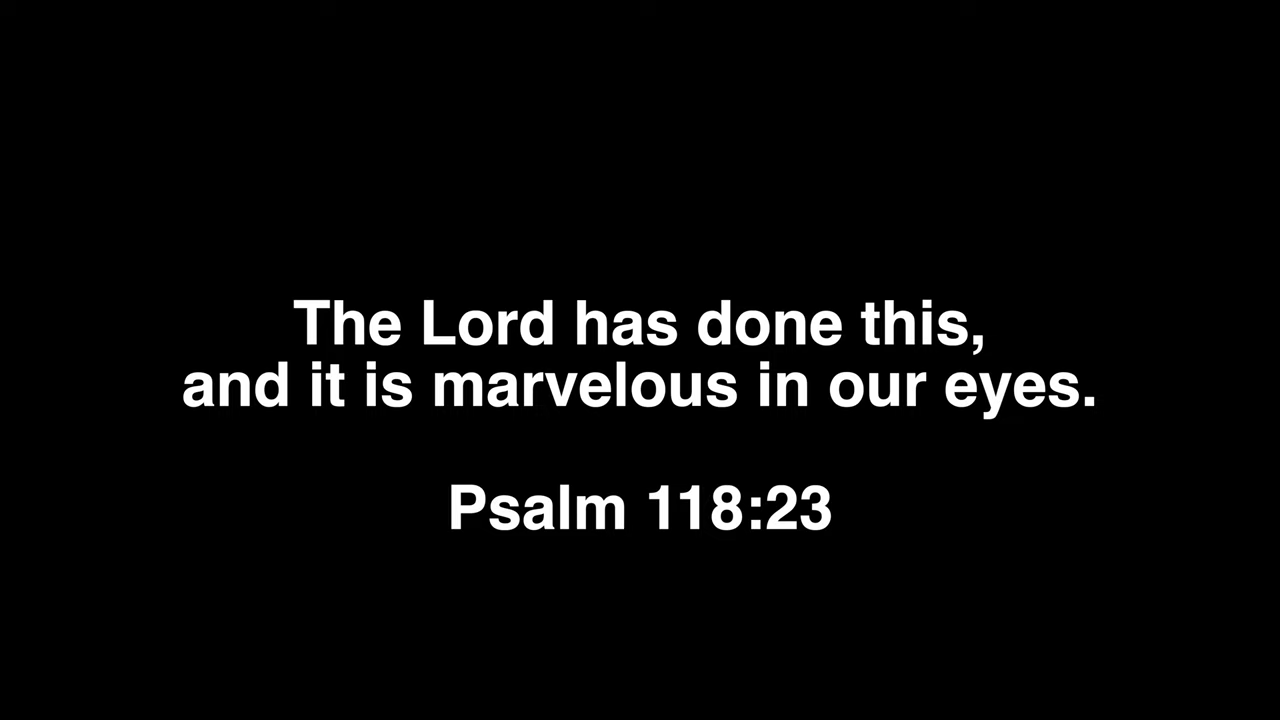 The Lord has done this,
and it is marvelous in our eyes.
Psalm 118:23